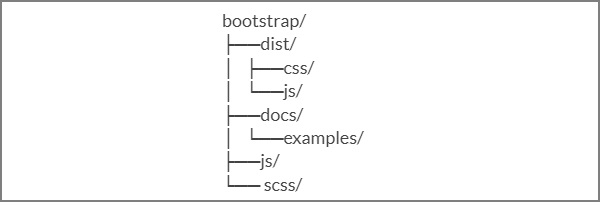 bootstrap/
├──dist/
│ ├──css/
│ └──js/
├──docs/
│ └──examples/
├──js/
└── scss/